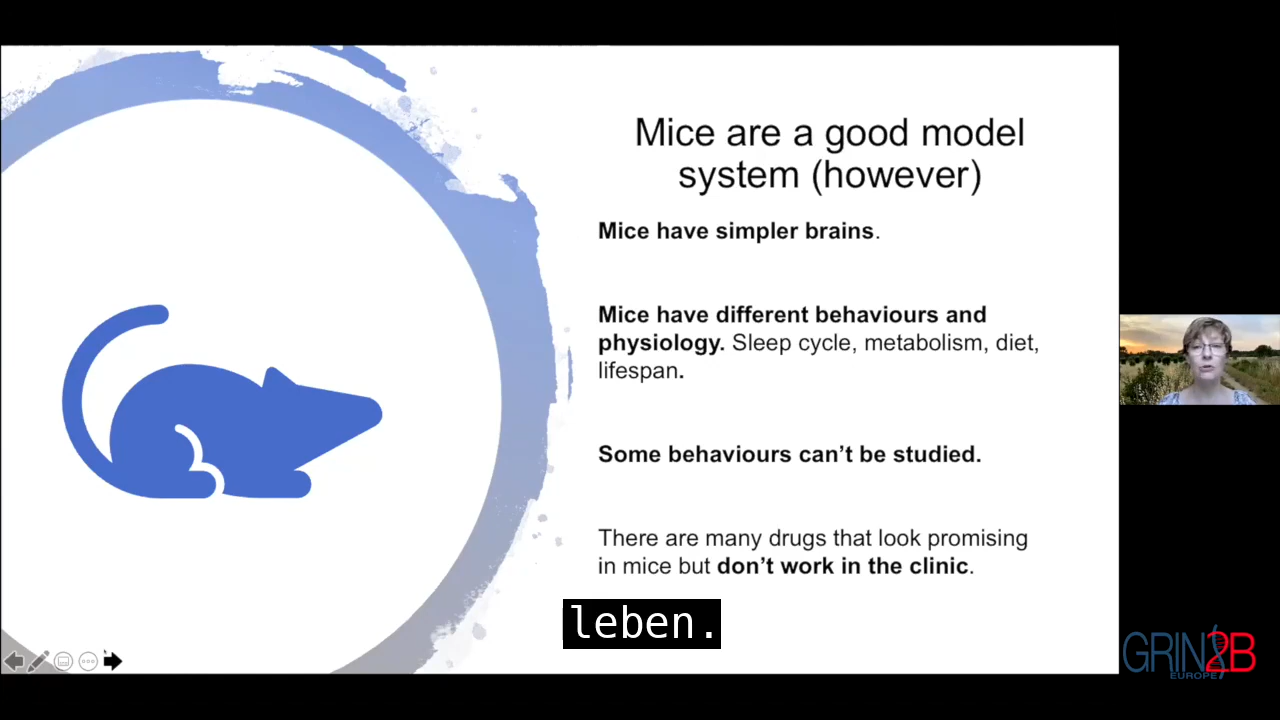 Mice are a good model
system (however)
Mice have simpler brains.
Mice have different behaviours and
physiology. Sleep cycle, metabolism, diet,
lifespan.
Some behaviours can't be studied.
There are many drugs that look promising
in mice but don't work in the clinic.
leben.
GRIN2B
EUROPE